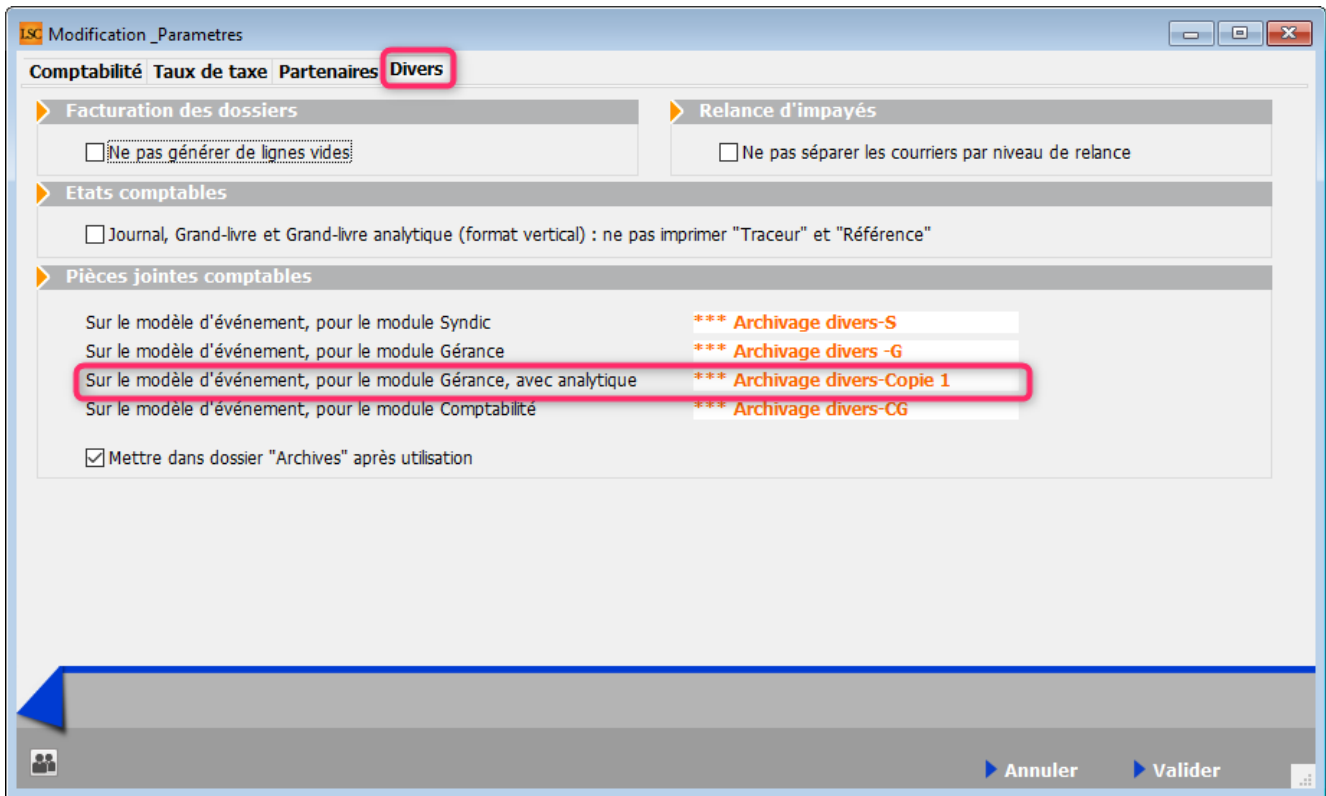 LSC Modification _Parametres
Comptabilité Taux de taxe Partenaires Divers
Facturation des dossiers
Ne pas générer de lignes vides
Relance d'impayés
Ne pas séparer les courriers par niveau de relance
Etats comptables
Journal, Grand-livre et Grand-livre analytique (format vertical) : ne pas imprimer "Traceur" et "Référence"
Pièces jointes comptables
Sur le modèle d'événement, pour le module Syndic *** Archivage divers-S
Sur le modèle d'événement, pour le module Gérance *** Archivage divers -G
Sur le modèle d'événement, pour le module Gérance, avec analytique *** Archivage divers-Copie 1
Sur le modèle d'événement, pour le module Comptabilité *** Archivage divers-CG
Mettre dans dossier "Archives" après utilisation
Annuler Valider